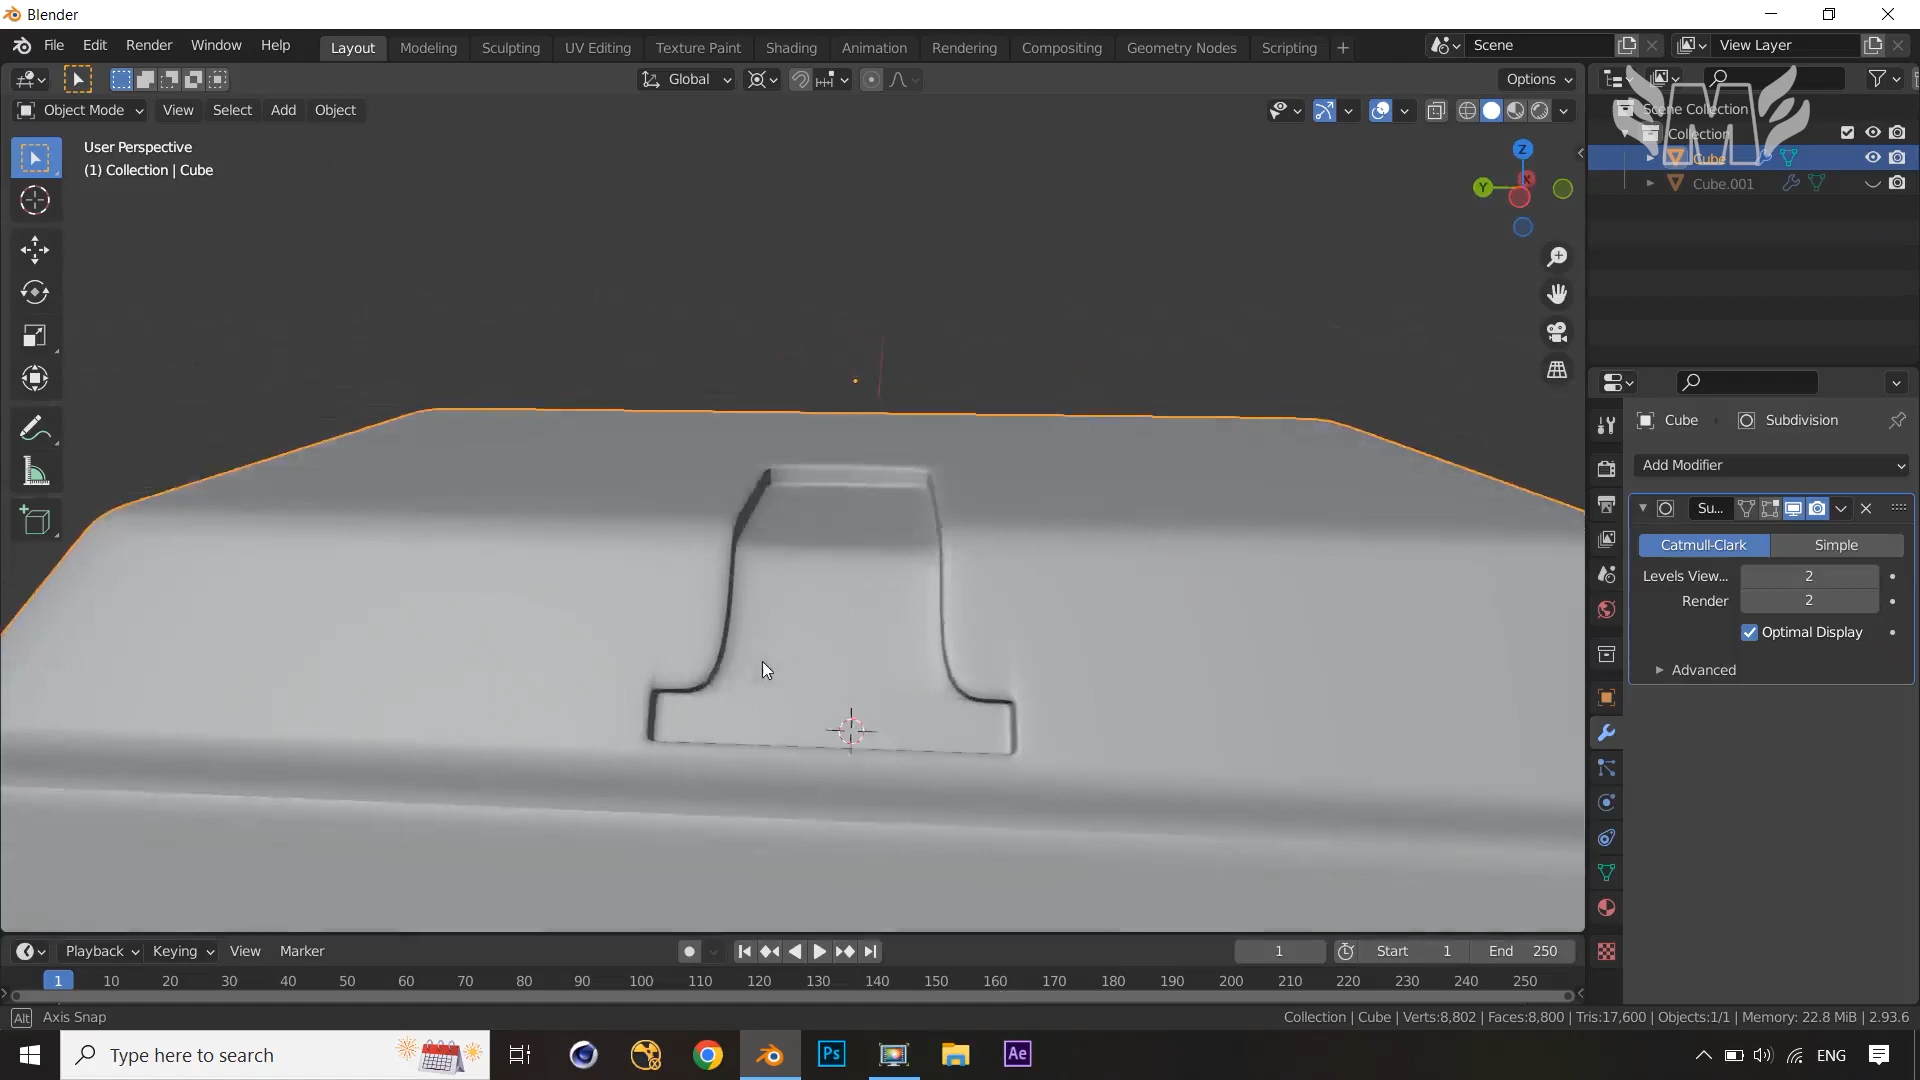 Blender
File Edit Render Window Help Layout Modeling Sculpting UV Editing Texture Paint Shading Animation Rendering Compositing Geometry Nodes Scripting + Scene View Layer
Global Options
Object Mode View Select Add Object
User Perspective
(1) Collection | Cube
Z
Y
X
Scene Collection
Collection
Cube
Cube.001
M
Cube Subdivision
Add Modifier
Su...
Catmull-Clark Simple
Levels View... 2
Render 2
Optimal Display
Advanced
Playback Keying View Marker 1 Start 1 End 250
1 10 20 30 40 50 60 70 80 90 100 110 120 130 140 150 160 170 180 190 200 210 220 230 240 250
Alt Axis Snap Collection | Cube | Verts:8,802 | Faces:8,800 | Tris:17,600 | Objects:1/1 | Memory: 22.8 MiB | 2.93.6
Type here to search Ps Ae ENG